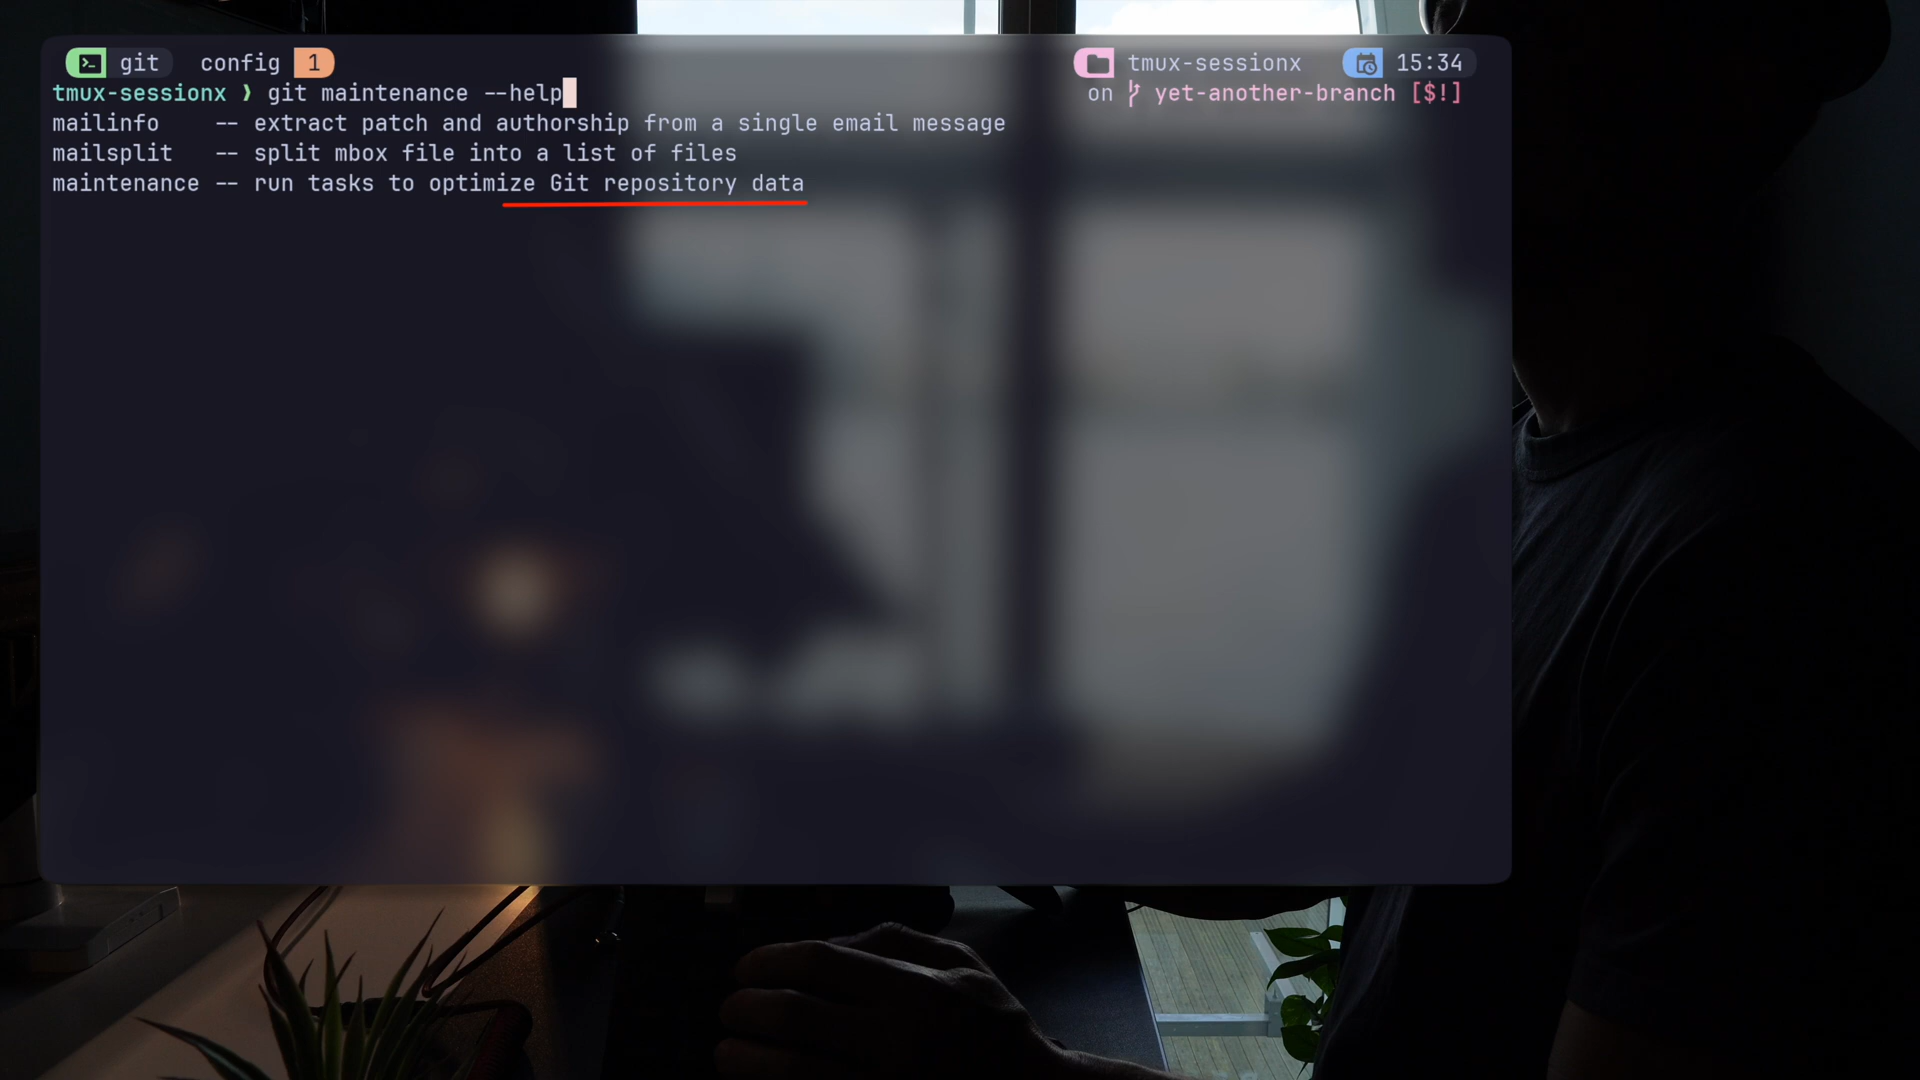 git config 1 tmux-sessionx 15:34
tmux-sessionx ❯ git maintenance --help on yet-another-branch [$!]
mailinfo -- extract patch and authorship from a single email message
mailsplit -- split mbox file into a list of files
maintenance -- run tasks to optimize Git repository data